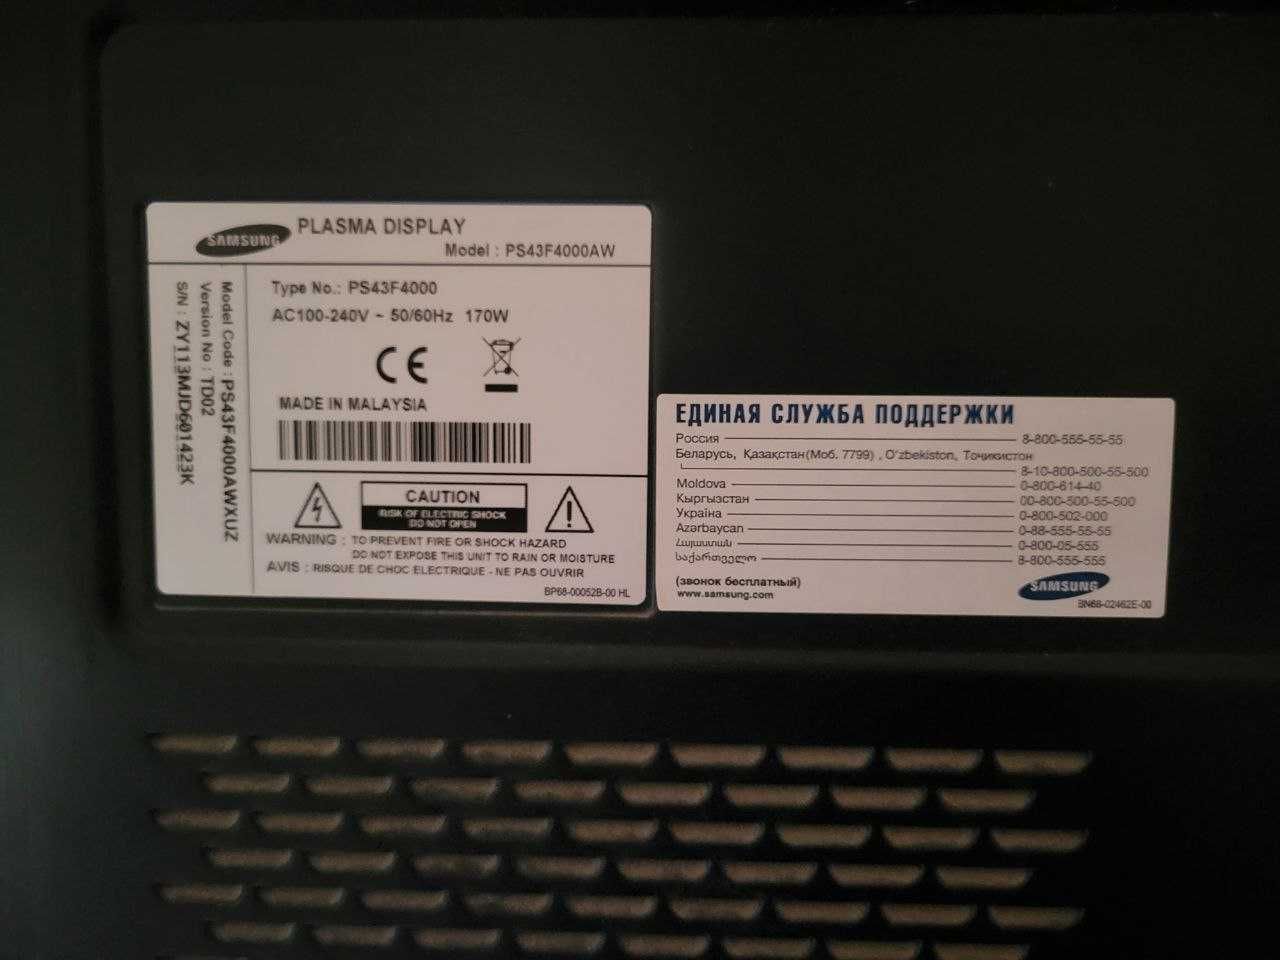 SAMSUNG PLASMA DISPLAY
Model : PS43F4000AW
Model Code : PS43F4000AWXUZ
Version No : TD02
S/N : ZY113MJD601423K
Type No.: PS43F4000
AC100-240V ~ 50/60Hz 170W
CE
MADE IN MALAYSIA
CAUTION
RISK OF ELECTRIC SHOCK
DO NOT OPEN
WARNING : TO PREVENT FIRE OR SHOCK HAZARD
DO NOT EXPOSE THIS UNIT TO RAIN OR MOISTURE
AVIS : RISQUE DE CHOC ELECTRIQUE - NE PAS OUVRIR
BP68-00052B-00 HL
ЕДИНАЯ СЛУЖБА ПОДДЕРЖКИ
Россия 8-800-555-55-55
Беларусь, Қазақстан(Моб. 7799) , O'zbekiston, Тоҷикистон
8-10-800-500-55-500
Moldova 0-800-614-40
Кыргызстан 00-800-500-55-500
Україна 0-800-502-000
Azərbaycan 0-88-555-55-55
Հայաստան 0-800-05-555
საქართველო 8-800-555-555
(звонок бесплатный)
www.samsung.com
SAMSUNG
BN68-02462E-00